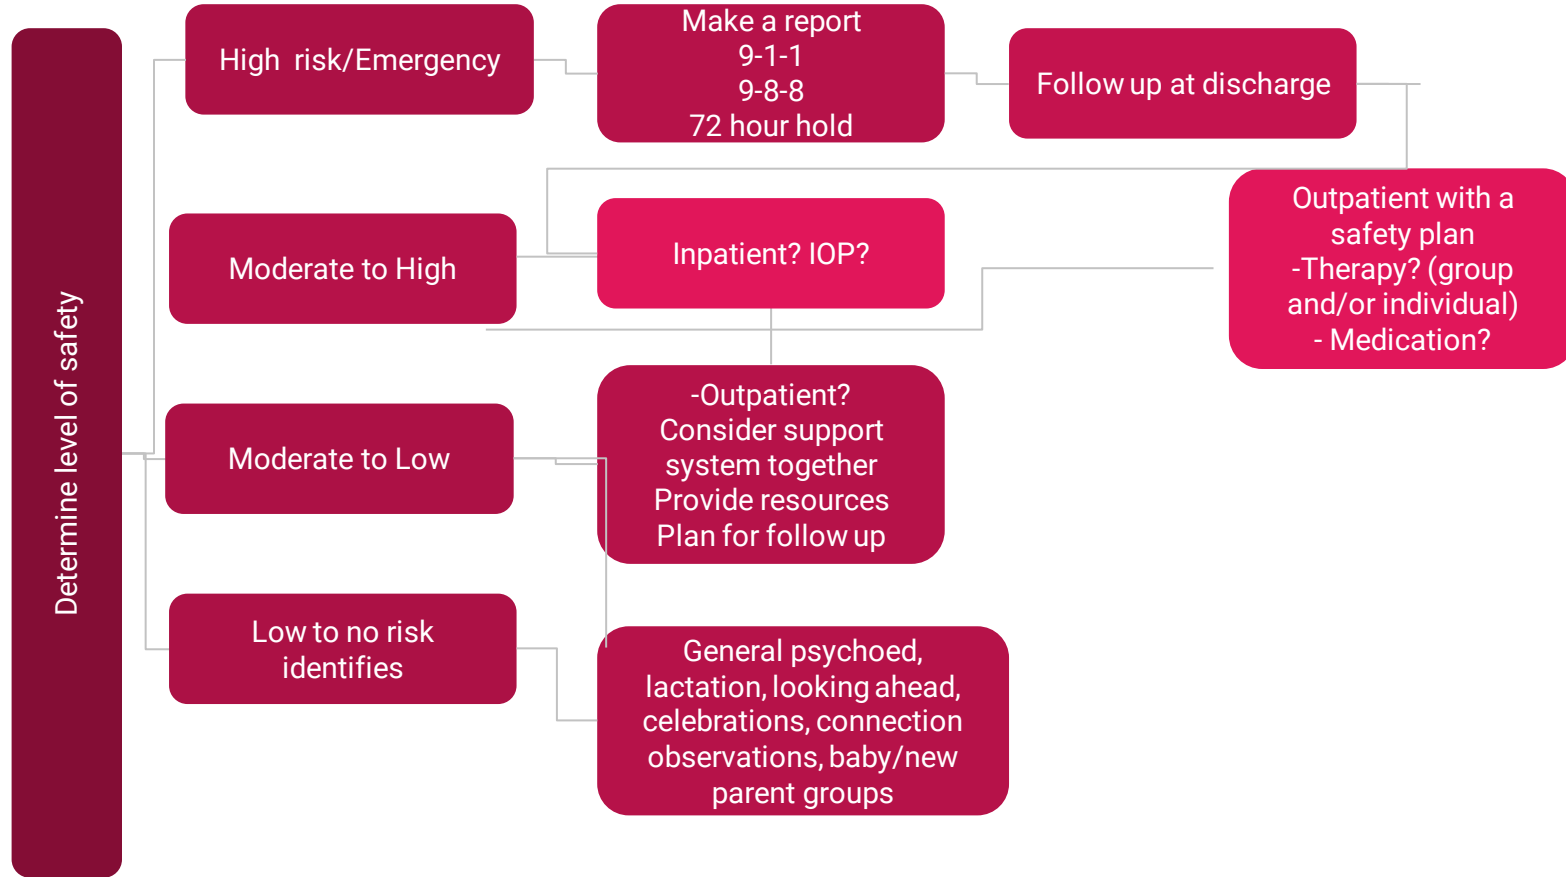 Determine level of safety
High risk/Emergency
Make a report
9-1-1
9-8-8
72 hour hold
Follow up at discharge
Moderate to High
Inpatient? IOP?
Outpatient with a
safety plan
-Therapy? (group
and/or individual)
- Medication?
Moderate to Low
-Outpatient?
Consider support
system together
Provide resources
Plan for follow up
Low to no risk
identifies
General psychoed,
lactation, looking ahead,
celebrations, connection
observations, baby/new
parent groups